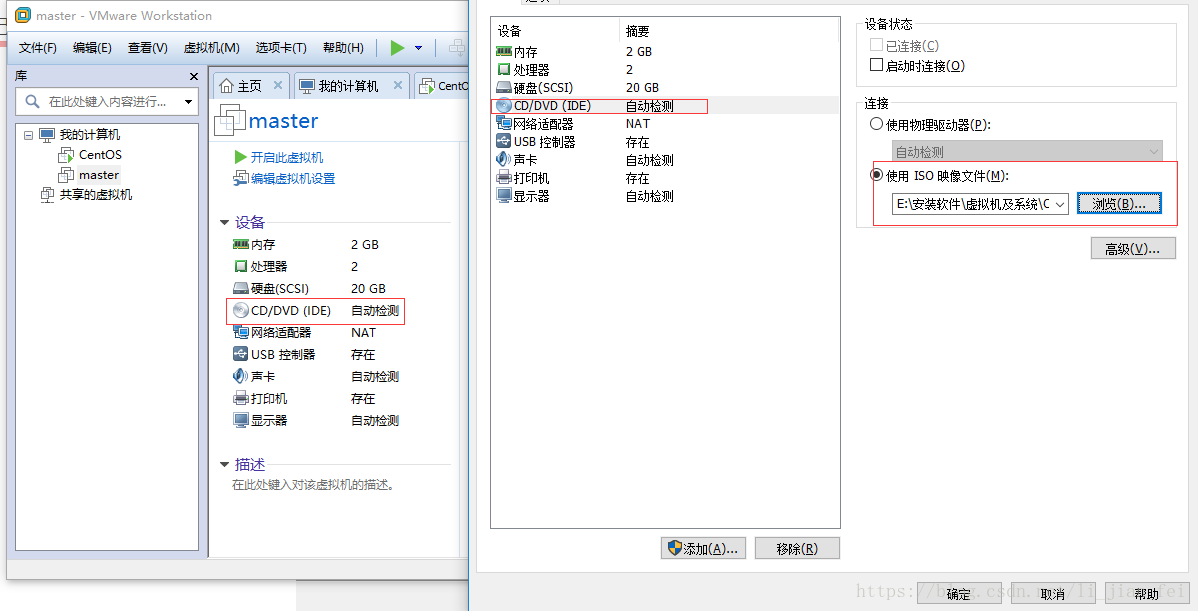 master - VMware Workstation
文件(F) 编辑(E) 查看(V) 虚拟机(M) 选项卡(T) 帮助(H)
库
在此处键入内容进行...
我的计算机
CentOS
master
共享的虚拟机
主页 我的计算机 CentO
master
开启此虚拟机
编辑虚拟机设置
设备
内存 2 GB
处理器 2
硬盘(SCSI) 20 GB
CD/DVD (IDE) 自动检测
网络适配器 NAT
USB 控制器 存在
声卡 自动检测
打印机 存在
显示器 自动检测
描述
在此处键入对该虚拟机的描述。
设备 摘要
内存 2 GB
处理器 2
硬盘(SCSI) 20 GB
CD/DVD (IDE) 自动检测
网络适配器 NAT
USB 控制器 存在
声卡 自动检测
打印机 存在
显示器 自动检测
添加(A)... 移除(R)
设备状态
已连接(C)
启动时连接(O)
连接
使用物理驱动器(P):
自动检测
使用 ISO 映像文件(M):
E:\安装软件\虚拟机及系统\C 浏览(B)...
高级(V)...
确定 取消 帮助